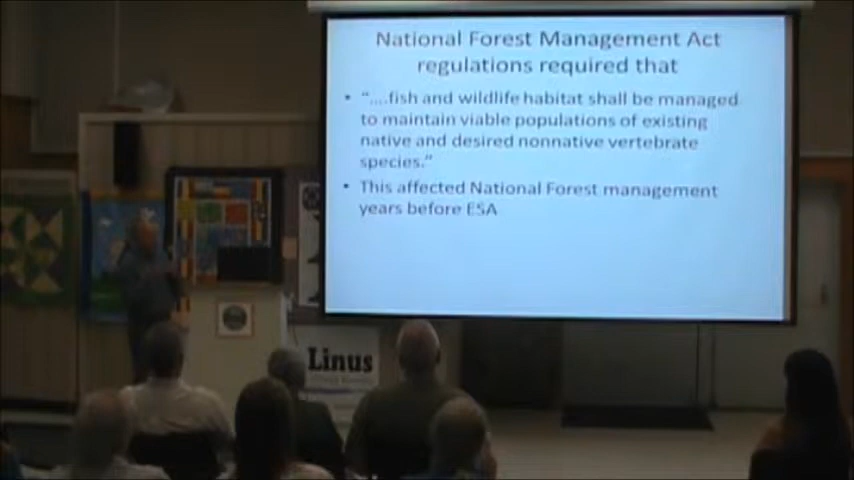 National Forest Management Act
regulations required that
• “....fish and wildlife habitat shall be managed
to maintain viable populations of existing
native and desired nonnative vertebrate
species.”
• This affected National Forest management
years before ESA
Linus